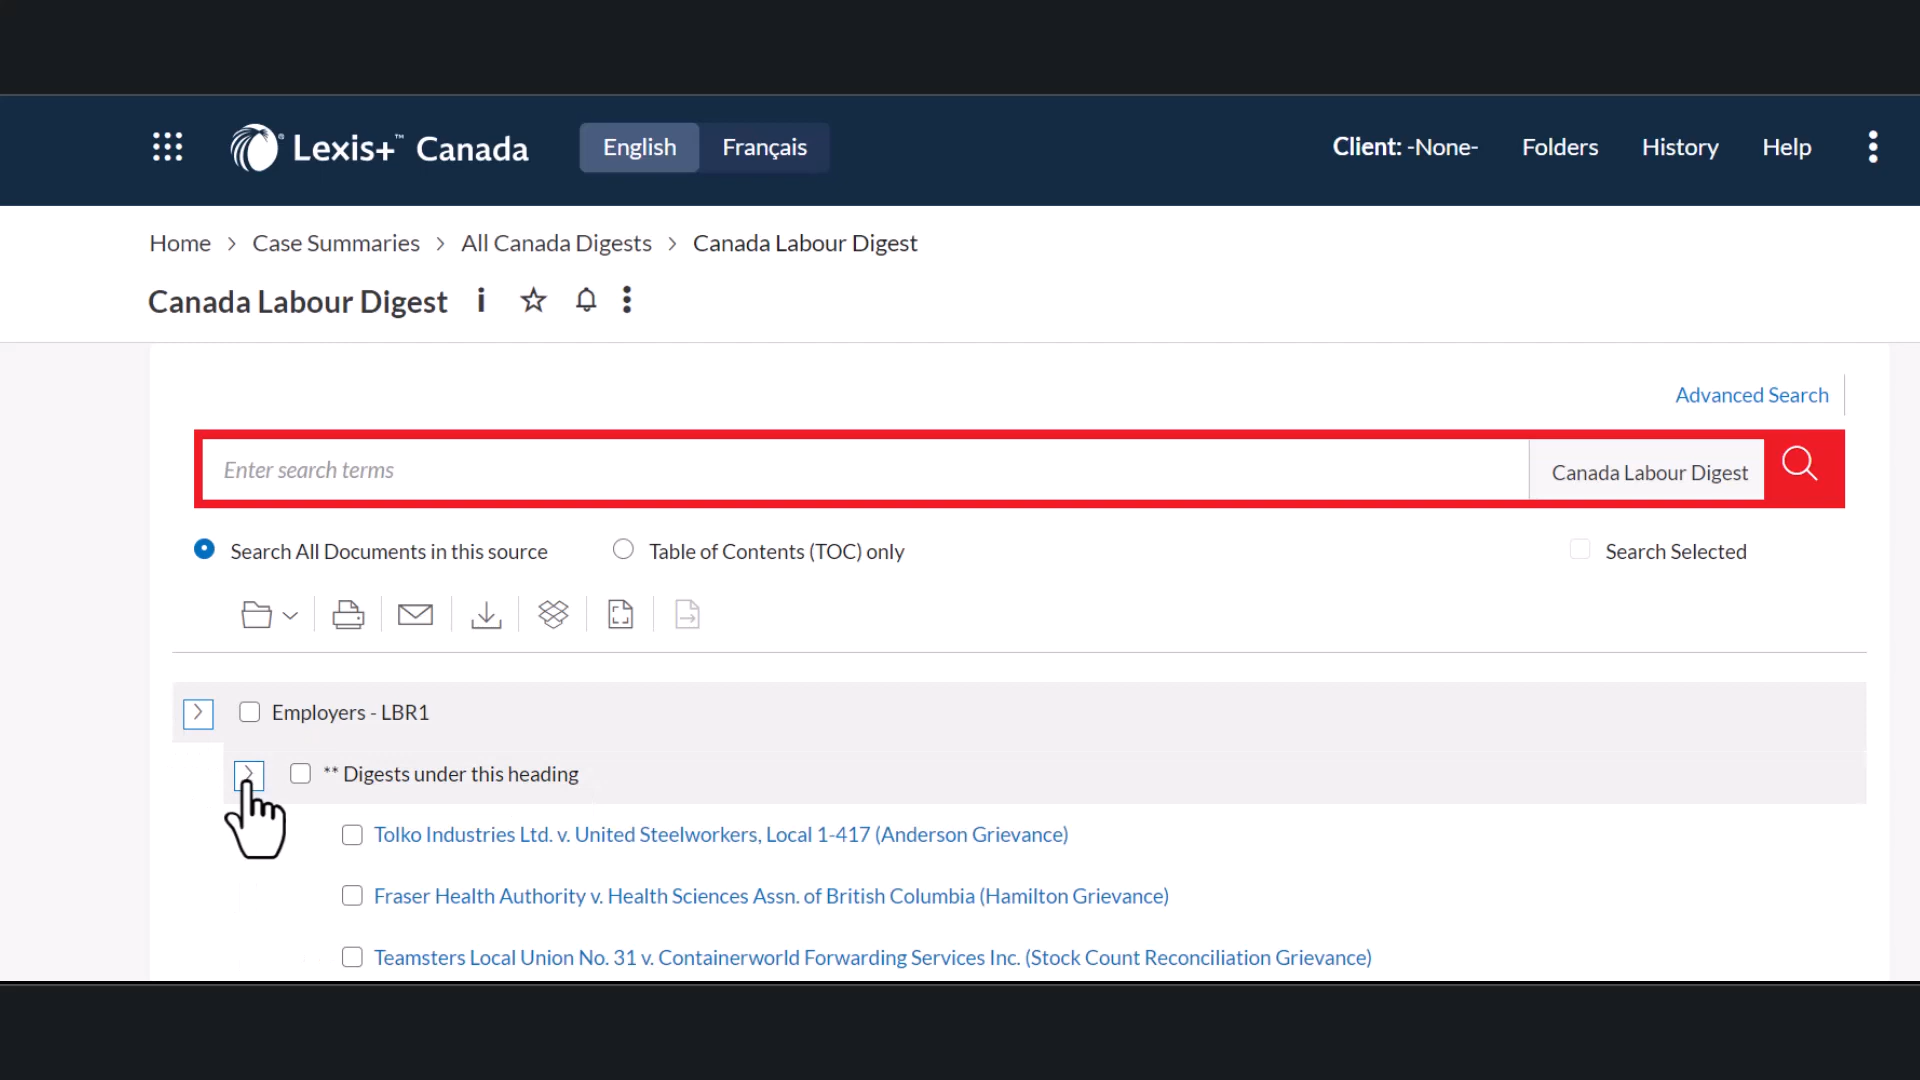 Lexis+™ Canada English Français Client: -None- Folders History Help
Home > Case Summaries > All Canada Digests > Canada Labour Digest
Canada Labour Digest i
Advanced Search
Enter search terms Canada Labour Digest
Search All Documents in this source Table of Contents (TOC) only Search Selected
Employers - LBR1
** Digests under this heading
Tolko Industries Ltd. v. United Steelworkers, Local 1-417 (Anderson Grievance)
Fraser Health Authority v. Health Sciences Assn. of British Columbia (Hamilton Grievance)
Teamsters Local Union No. 31 v. Containerworld Forwarding Services Inc. (Stock Count Reconciliation Grievance)